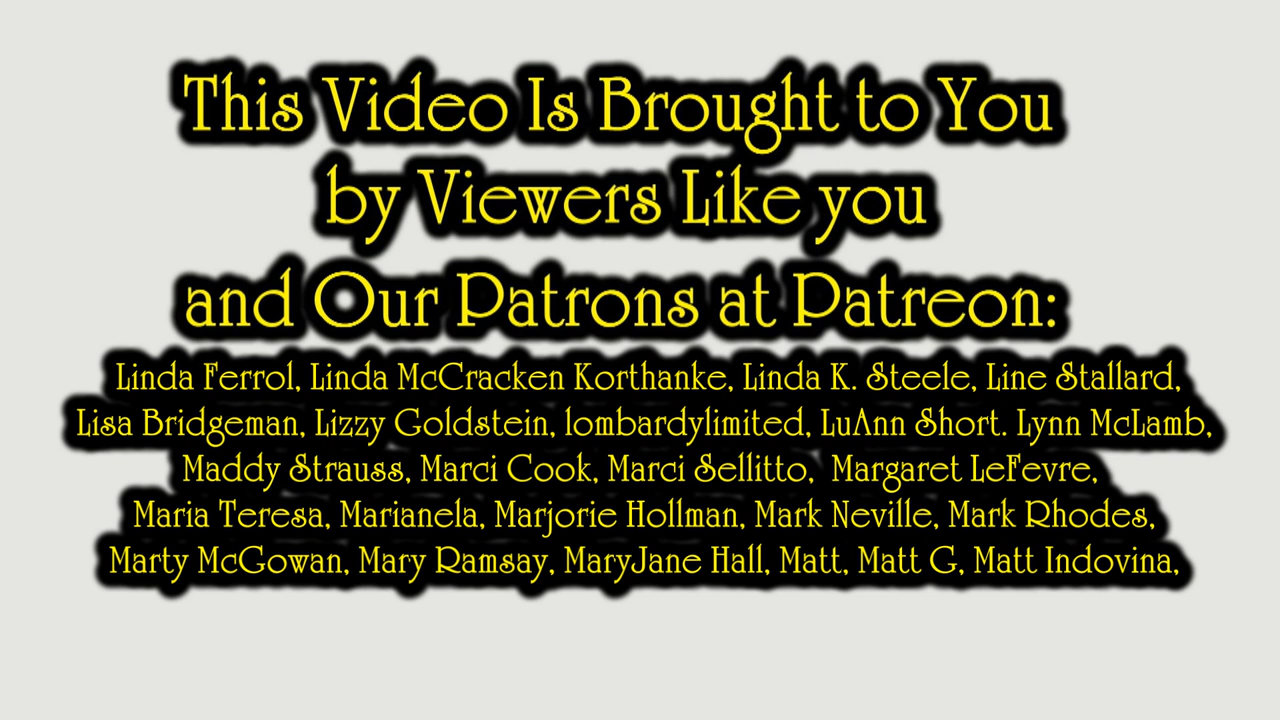 This Video Is Brought to You
by Viewers Like you
and Our Patrons at Patreon:
Linda Ferrol, Linda McCracken Korthanke, Linda K. Steele, Line Stallard,
Lisa Bridgeman, Lizzy Goldstein, lombardylimited, LuAnn Short. Lynn McLamb,
Maddy Strauss, Marci Cook, Marci Sellitto,  Margaret LeFevre,
Maria Teresa, Marianela, Marjorie Hollman, Mark Neville, Mark Rhodes,
Marty McGowan, Mary Ramsay, MaryJane Hall, Matt, Matt G, Matt Indovina,